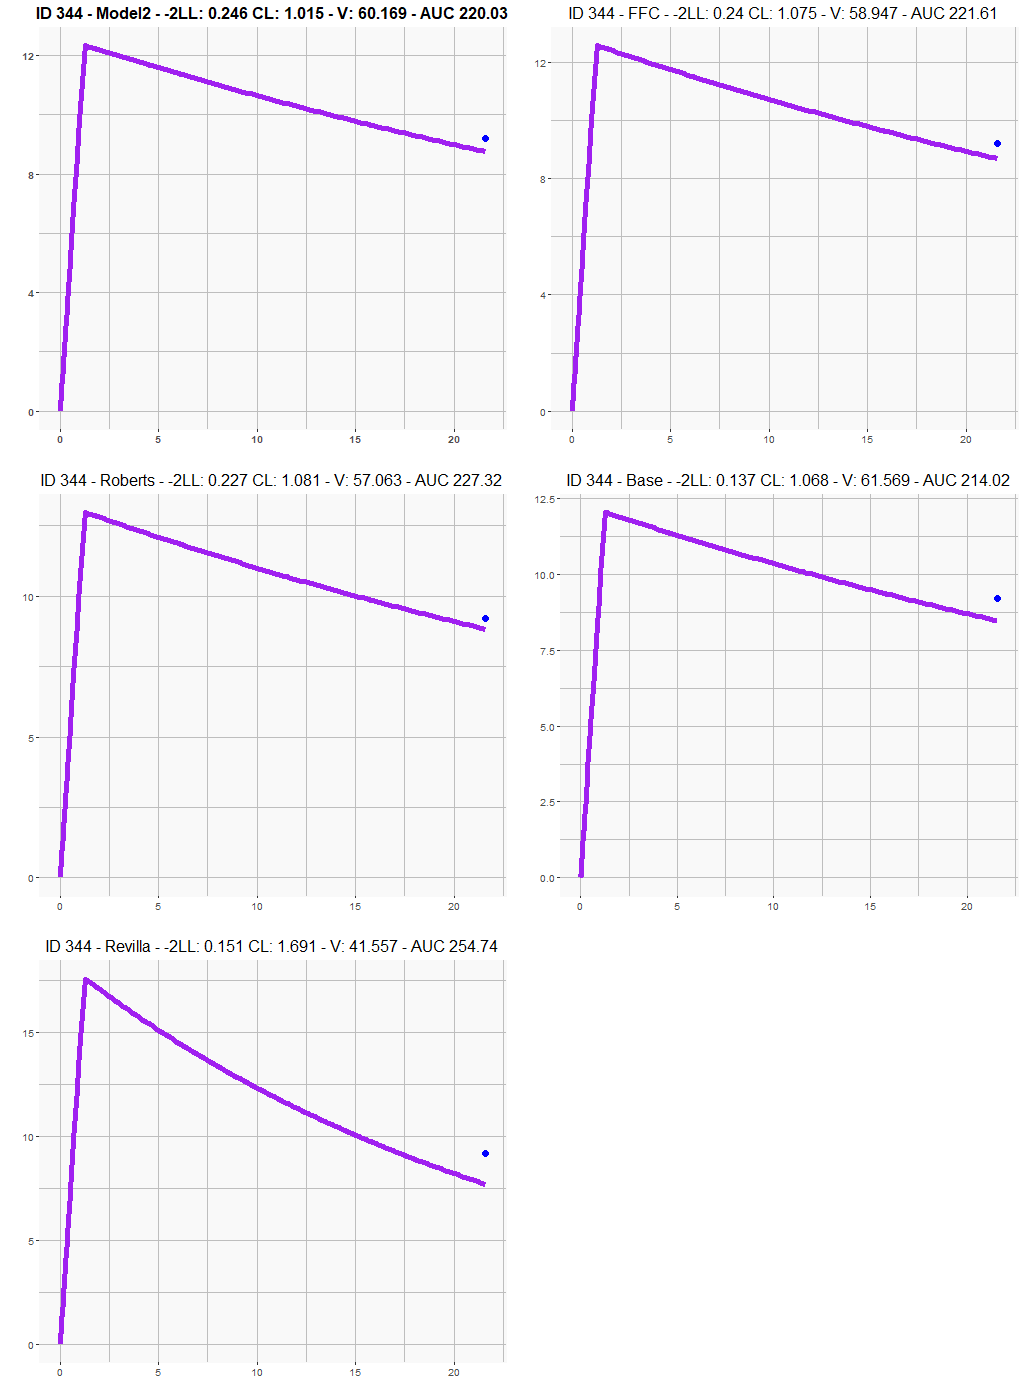 ID 344 - Model2 - -2LL: 0.246 CL: 1.015 - V: 60.169 - AUC 220.03
12
8
4
0
0 5 10 15 20
ID 344 - FFC - -2LL: 0.24 CL: 1.075 - V: 58.947 - AUC 221.61
12
8
4
0
0 5 10 15 20
ID 344 - Roberts - -2LL: 0.227 CL: 1.081 - V: 57.063 - AUC 227.32
10
5
0
0 5 10 15 20
ID 344 - Base - -2LL: 0.137 CL: 1.068 - V: 61.569 - AUC 214.02
12.5
10.0
7.5
5.0
2.5
0.0
0 5 10 15 20
ID 344 - Revilla - -2LL: 0.151 CL: 1.691 - V: 41.557 - AUC 254.74
15
10
5
0
0 5 10 15 20